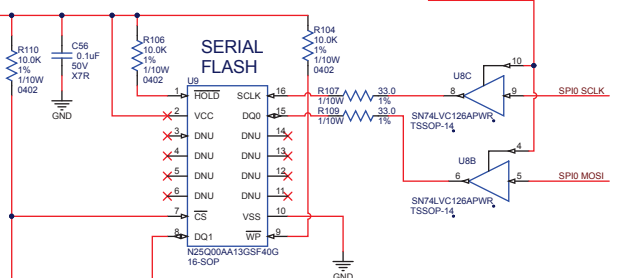 R110
10.0K
1%
1/10W
0402
C56
0.1uF
50V
X7R
GND
R106
10.0K
1%
1/10W
0402
R104
10.0K
1%
1/10W
0402
SERIAL
FLASH
U9
1 HOLD SCLK 16
2 VCC DQ0 15
3 DNU DNU 14
4 DNU DNU 13
5 DNU DNU 12
6 DNU DNU 11
7 CS VSS 10
8 DQ1 WP 9
N25Q00AA13GSF40G
16-SOP
R107 33.0
1/10W 1%
R109 33.0
1/10W 1%
GND
U8C
10
8 9
SN74LVC126APWR
TSSOP-14
SPI0 SCLK
U8B
4
6 5
SN74LVC126APWR
TSSOP-14
SPI0 MOSI